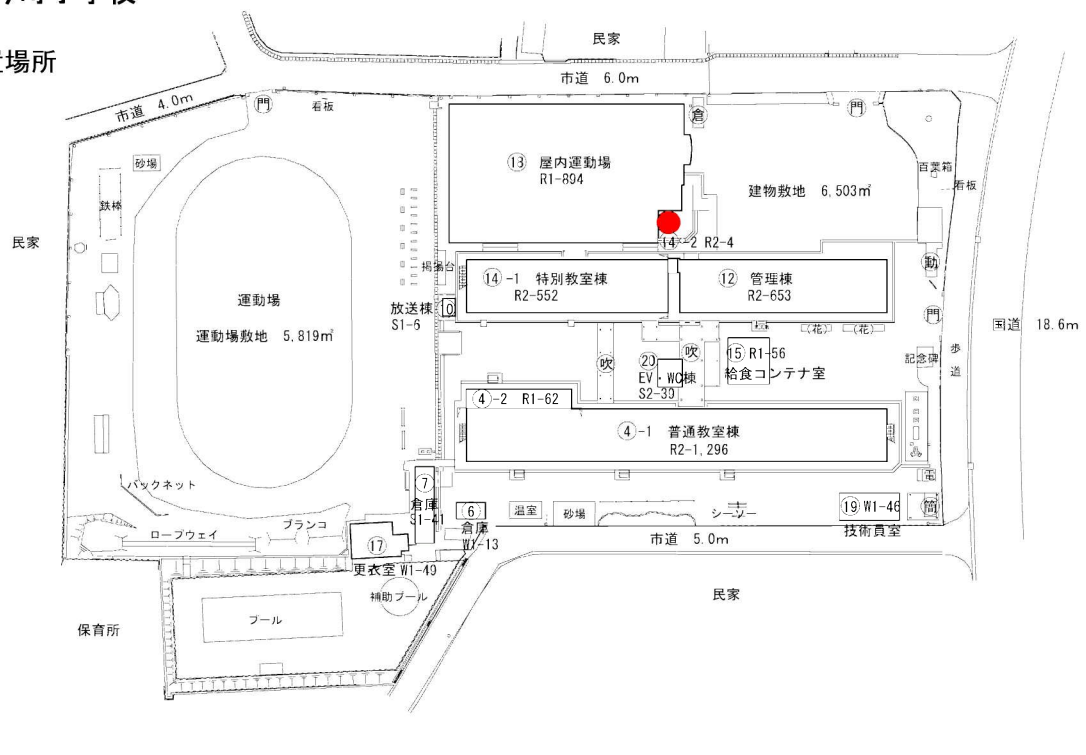 小学校
場所
民家
市道 6.0m
市道 4.0m
門
看板
倉
門
砂場
⑬ 屋内運動場
R1-894
百葉箱
看板
鉄棒
建物敷地 6,503㎡
民家
14-2 R2-4
掲揚台
動
⑭-1 特別教室棟
R2-552
⑫ 管理棟
R2-653
運動場
放送棟
S1-6
門
運動場敷地 5,819㎡
国道 18.6m
(花)
(花)
吹
吹
⑳
EV・WC棟
S2-30
⑮ R1-56
給食コンテナ室
記念碑
歩道
④-2 R1-62
④-1 普通教室棟
R2-1,296
バックネット
⑦
倉庫
S1-41
電
⑥
倉庫
W1-13
温室
砂場
シーソー
⑲ W1-46
技術員室
簡
ブランコ
ロープウェイ
市道 5.0m
⑰
更衣室 W1-49
補助プール
民家
プール
保育所